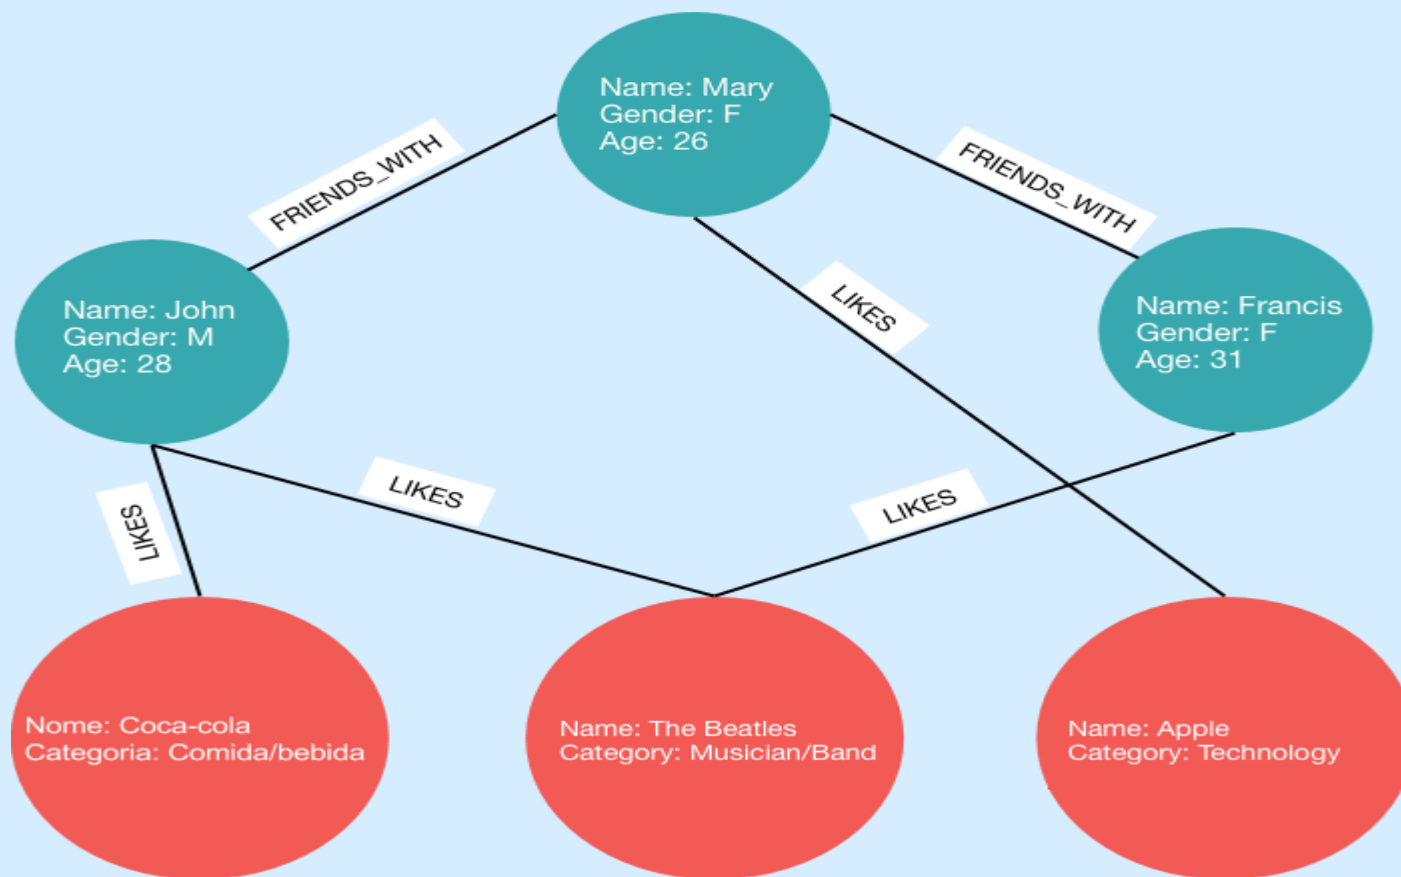 Name: Mary
Gender: F
Age: 26
FRIENDS_WITH
FRIENDS_WITH
Name: John
Gender: M
Age: 28
LIKES
Name: Francis
Gender: F
Age: 31
LIKES
LIKES
LIKES
Nome: Coca-cola
Categoria: Comida/bebida
Name: The Beatles
Category: Musician/Band
Name: Apple
Category: Technology